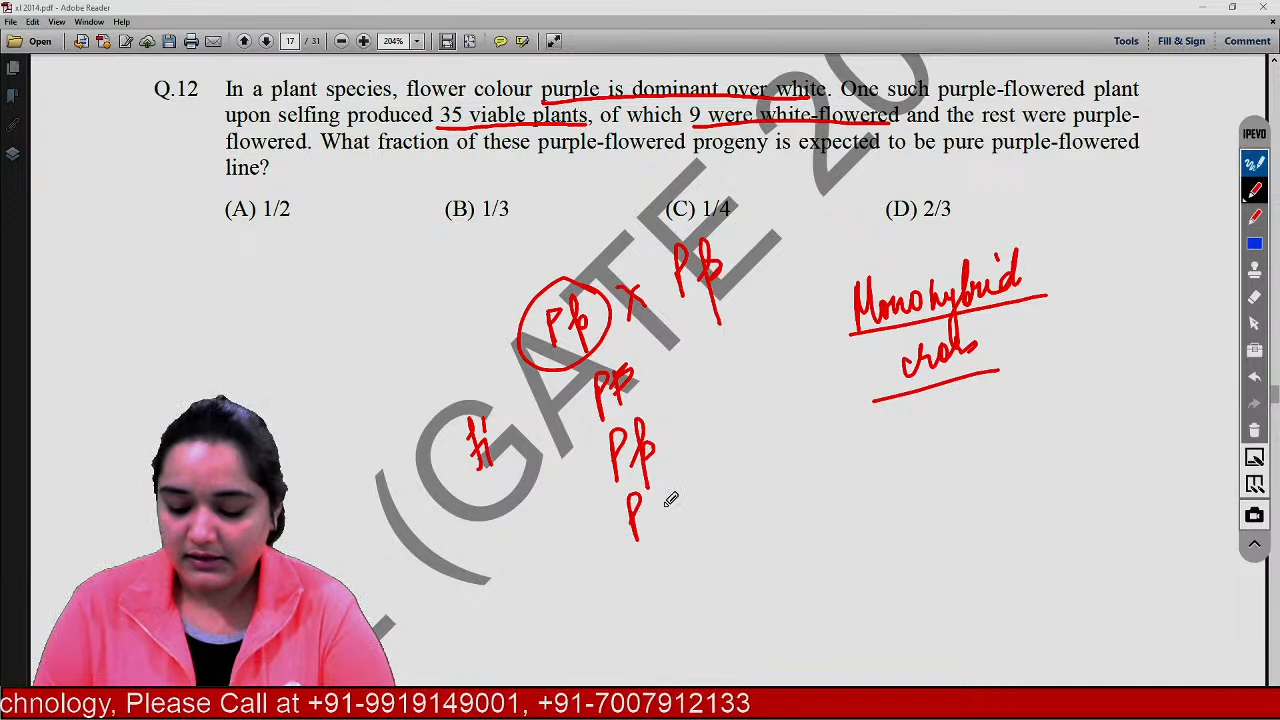 xl 2014.pdf - Adobe Reader
File Edit View Window Help
Open 17 / 31 204% Tools Fill & Sign Comment
Q.12 In a plant species, flower colour purple is dominant over white. One such purple-flowered plant
upon selfing produced 35 viable plants, of which 9 were white-flowered and the rest were purple-
flowered. What fraction of these purple-flowered progeny is expected to be pure purple-flowered
line?
(A) 1/2 (B) 1/3 (C) 1/4 (D) 2/3
(GATE 20
IPEVO
Pp x Pp
Monohybrid
cross
PP
Pp
P
chnology, Please Call at +91-9919149001, +91-7007912133